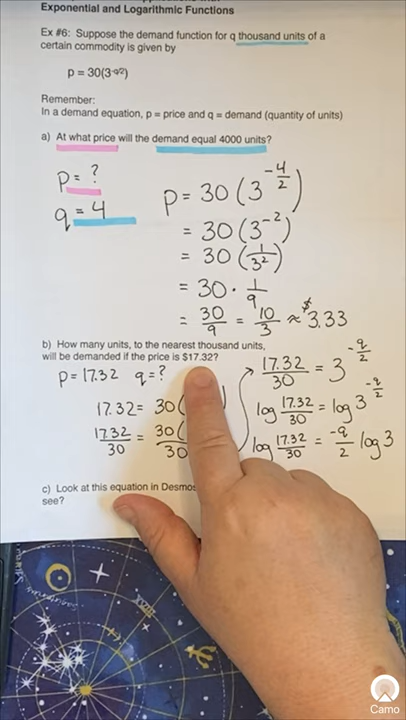 Exponential and Logarithmic Functions
Ex #6: Suppose the demand function for q thousand units of a
certain commodity is given by
p = 30(3^-q/2)
Remember:
In a demand equation, p = price and q = demand (quantity of units)
a) At what price will the demand equal 4000 units?
p = ?
q = 4
p = 30 (3^-4/2)
= 30 (3^-2)
= 30 (1/3^2)
= 30 · 1/9
= 30/9 = 10/3 ≈ $3.33
b) How many units, to the nearest thousand units,
will be demanded if the price is $17.32?
p = 17.32 q = ?
17.32 = 30(
17.32/30 = 30( /30
17.32/30 = 3^-q/2
log 17.32/30 = log 3^-q/2
log 17.32/30 = -q/2 log 3
c) Look at this equation in
see?
Camo